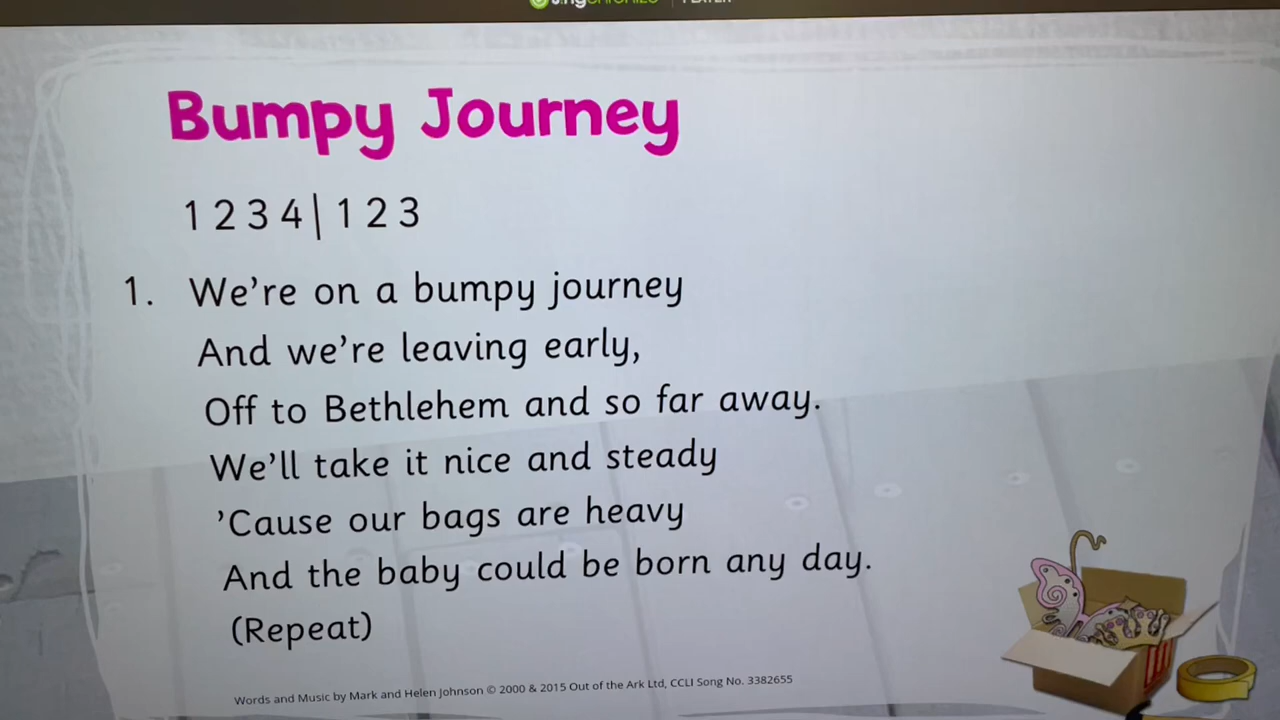 Bumpy Journey
1 2 3 4 | 1 2 3
1. We're on a bumpy journey
And we're leaving early,
Off to Bethlehem and so far away.
We'll take it nice and steady
'Cause our bags are heavy
And the baby could be born any day.
(Repeat)
Words and Music by Mark and Helen Johnson © 2000 & 2015 Out of the Ark Ltd, CCLI Song No. 3382655